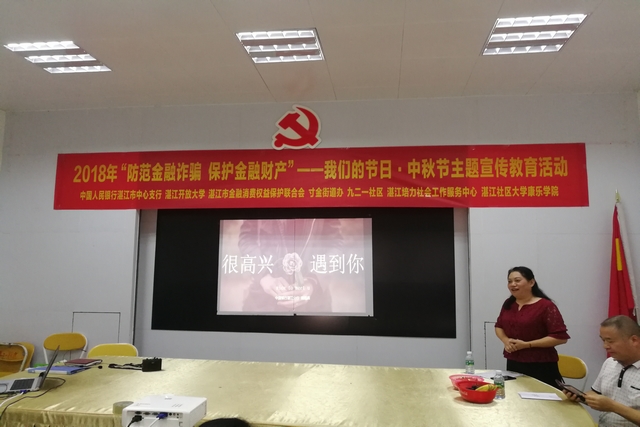 2018年“防范金融诈骗 保护金融财产”——我们的节日·中秋节主题宣传教育活动
中国人民银行湛江市中心支行 湛江开放大学 湛江市金融消费权益保护联合会 寸金街道办 九二一社区 湛江培力社会工作服务中心 湛江社区大学康乐学院
很高兴 遇到你